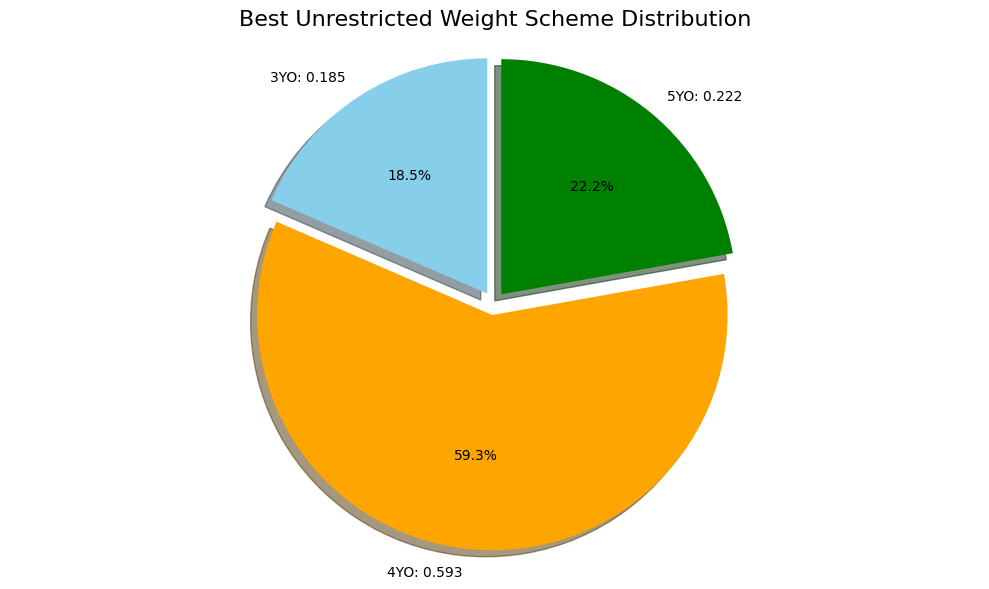 Best Unrestricted Weight Scheme Distribution
3YO: 0.185
5YO: 0.222
18.5%
22.2%
59.3%
4YO: 0.593